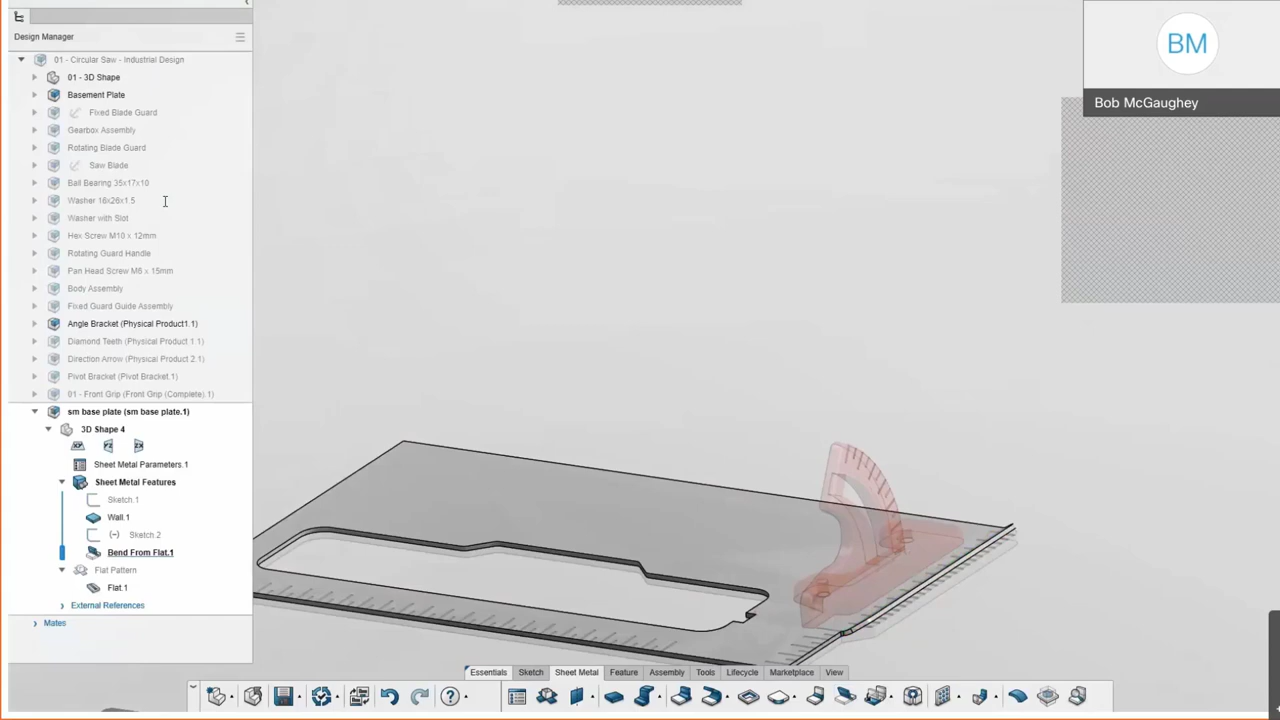 BM
Bob McGaughey
Design Manager
01 - Circular Saw - Industrial Design
01 - 3D Shape
Basement Plate
Fixed Blade Guard
Gearbox Assembly
Rotating Blade Guard
Saw Blade
Ball Bearing 35x17x10
Washer 16x26x1.5
Washer with Slot
Hex Screw M10 x 12mm
Rotating Guard Handle
Pan Head Screw M6 x 15mm
Body Assembly
Fixed Guard Guide Assembly
Angle Bracket (Physical Product1.1)
Diamond Teeth (Physical Product 1.1)
Direction Arrow (Physical Product 2.1)
Pivot Bracket (Pivot Bracket.1)
01 - Front Grip (Front Grip (Complete).1)
sm base plate (sm base plate.1)
3D Shape 4
XY YZ ZX
Sheet Metal Parameters.1
Sheet Metal Features
Sketch.1
Wall.1
(-) Sketch.2
Bend From Flat.1
Flat Pattern
Flat.1
External References
Mates
Essentials Sketch Sheet Metal Feature Assembly Tools Lifecycle Marketplace View